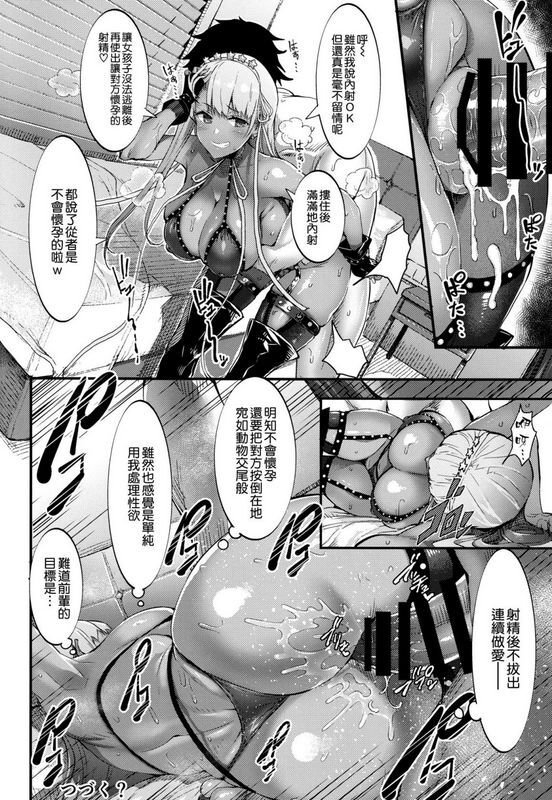 呼~
雖然我說內射OK
但還真是毫不留情呢
讓女孩子沒法逃離後
再使出讓對方懷孕的
射精♡
摟住後
滿滿地內射
都說了從者是
不會懷孕的啦w
ぱた
ぱた…
射精後不拔出
連續做愛——
明知不會懷孕
還要把對方按倒在地
宛如動物交尾般
雖然也感覺是單純
用我處理性欲
難道前輩的
目標是…
つづく?